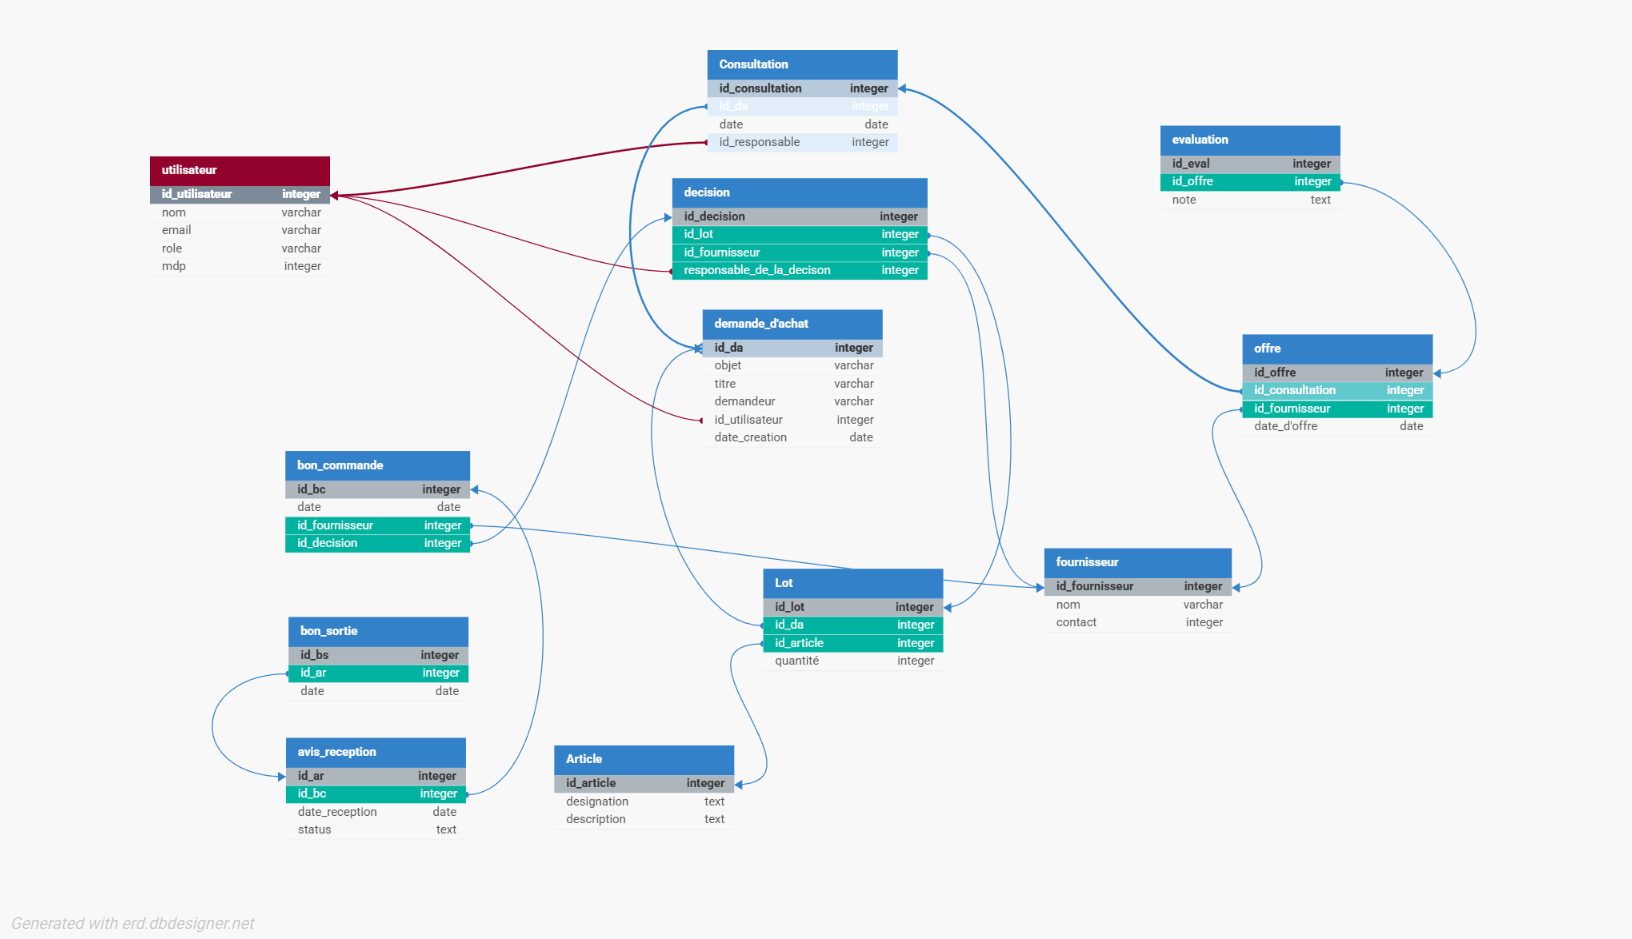 Consultation
id_consultation integer
id_da integer
date date
id_responsable integer
evaluation
id_eval integer
id_offre integer
note text
utilisateur
id_utilisateur integer
nom varchar
email varchar
role varchar
mdp integer
decision
id_decision integer
id_lot integer
id_fournisseur integer
responsable_de_la_decison integer
demande_d'achat
id_da integer
objet varchar
titre varchar
demandeur varchar
id_utilisateur integer
date_creation date
offre
id_offre integer
id_consultation integer
id_fournisseur integer
date_d'offre date
bon_commande
id_bc integer
date date
id_fournisseur integer
id_decision integer
fournisseur
id_fournisseur integer
nom varchar
contact integer
Lot
id_lot integer
id_da integer
id_article integer
quantité integer
bon_sortie
id_bs integer
id_ar integer
date date
avis_reception
id_ar integer
id_bc integer
date_reception date
status text
Article
id_article integer
designation text
description text
Generated with erd.dbdesigner.net